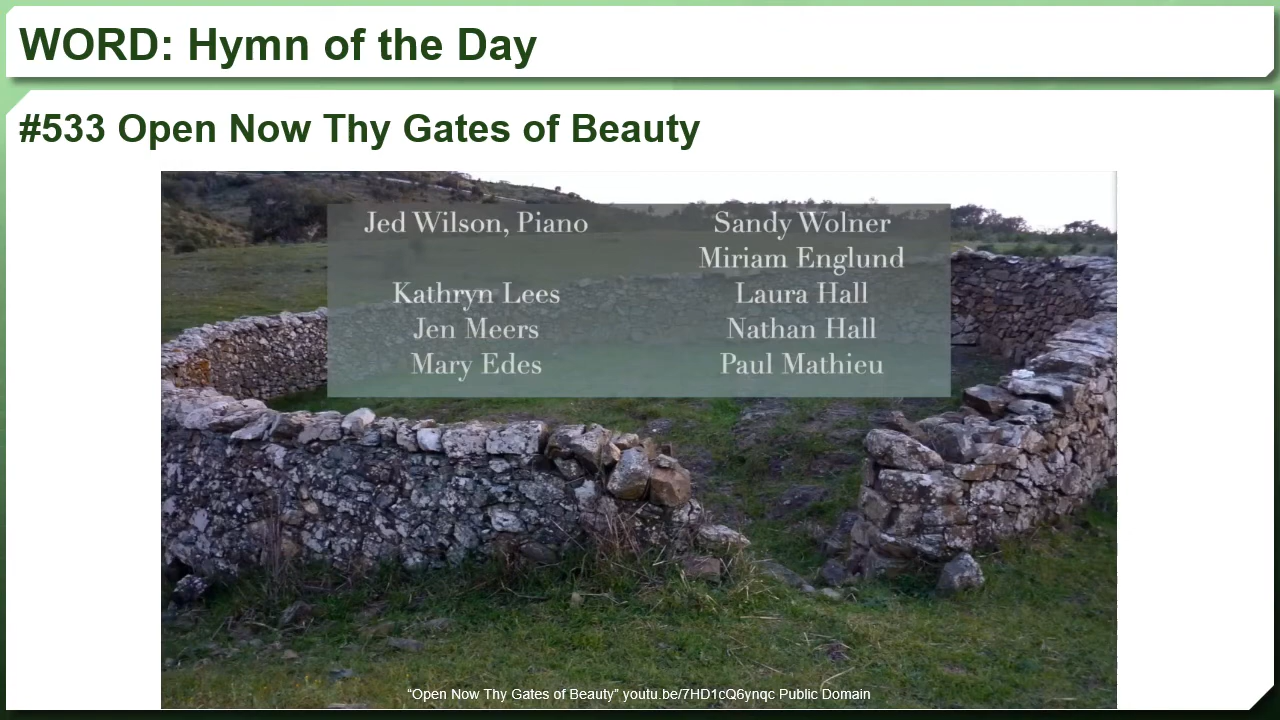 WORD: Hymn of the Day
#533 Open Now Thy Gates of Beauty
Jed Wilson, Piano
Kathryn Lees
Jen Meers
Mary Edes
Sandy Wolner
Miriam Englund
Laura Hall
Nathan Hall
Paul Mathieu
“Open Now Thy Gates of Beauty” youtu.be/7HD1cQ6ynqc Public Domain